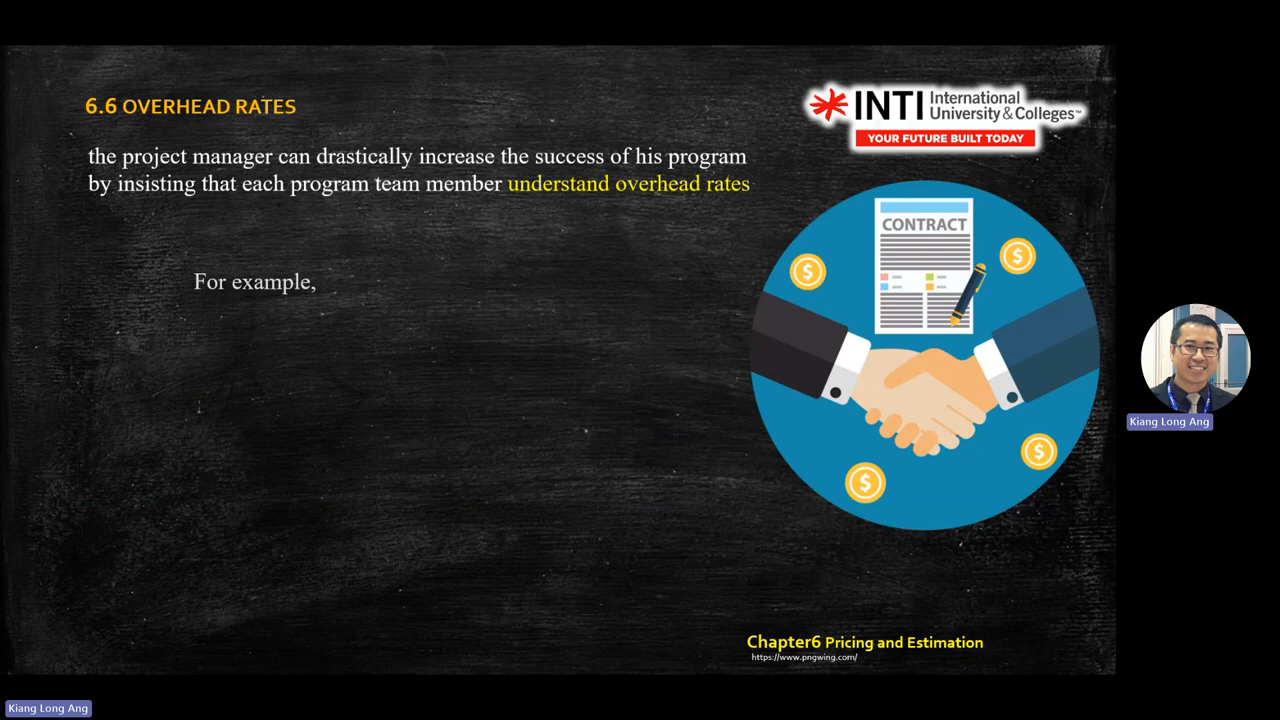 6.6 OVERHEAD RATES
the project manager can drastically increase the success of his program
by insisting that each program team member understand overhead rates
For example,
INTI International
University & Colleges™
YOUR FUTURE BUILT TODAY
CONTRACT
$
$
$
$
Kiang Long Ang
Chapter6 Pricing and Estimation
https://www.pngwing.com/
Kiang Long Ang